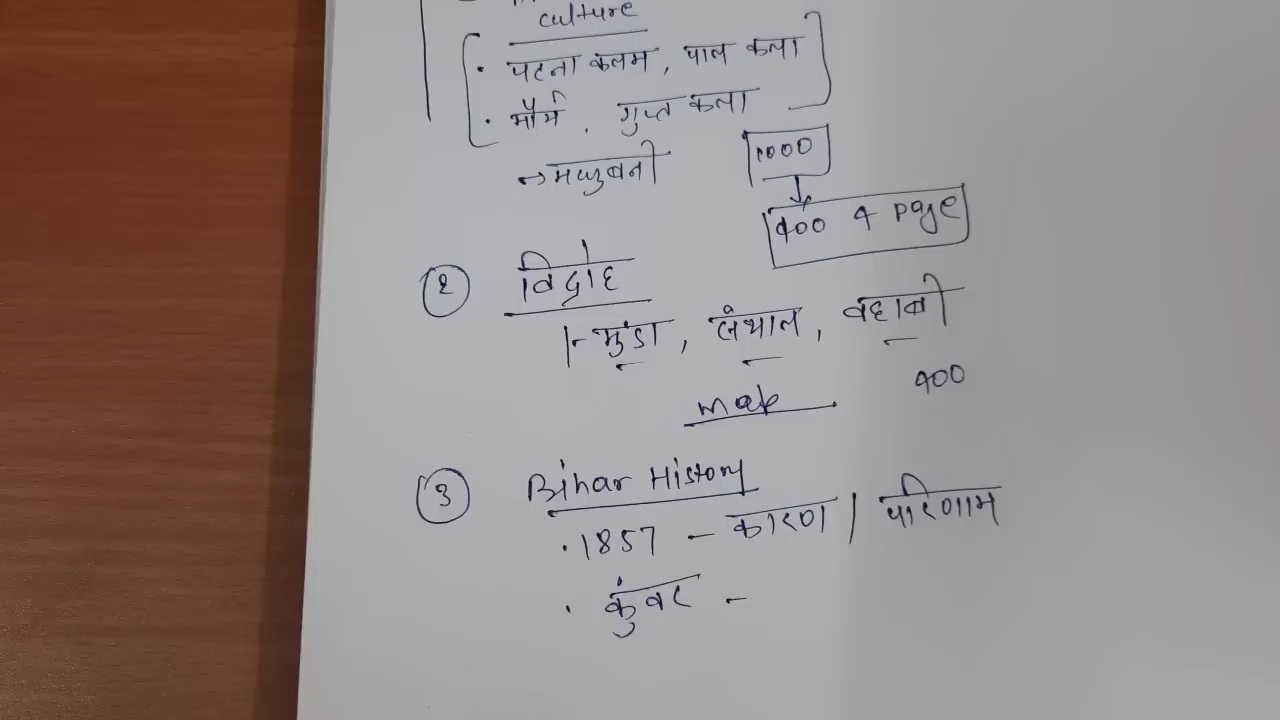 culture
• पटना कलम, पाल कला
• मौर्य, गुप्त कला
→ मधुबनी
1000
400 4 page
② विद्रोह
|- मुंडा, संथाल, वहाबी
400
③ Bihar History
• 1857 - कारण / परिणाम
• कुंवर -